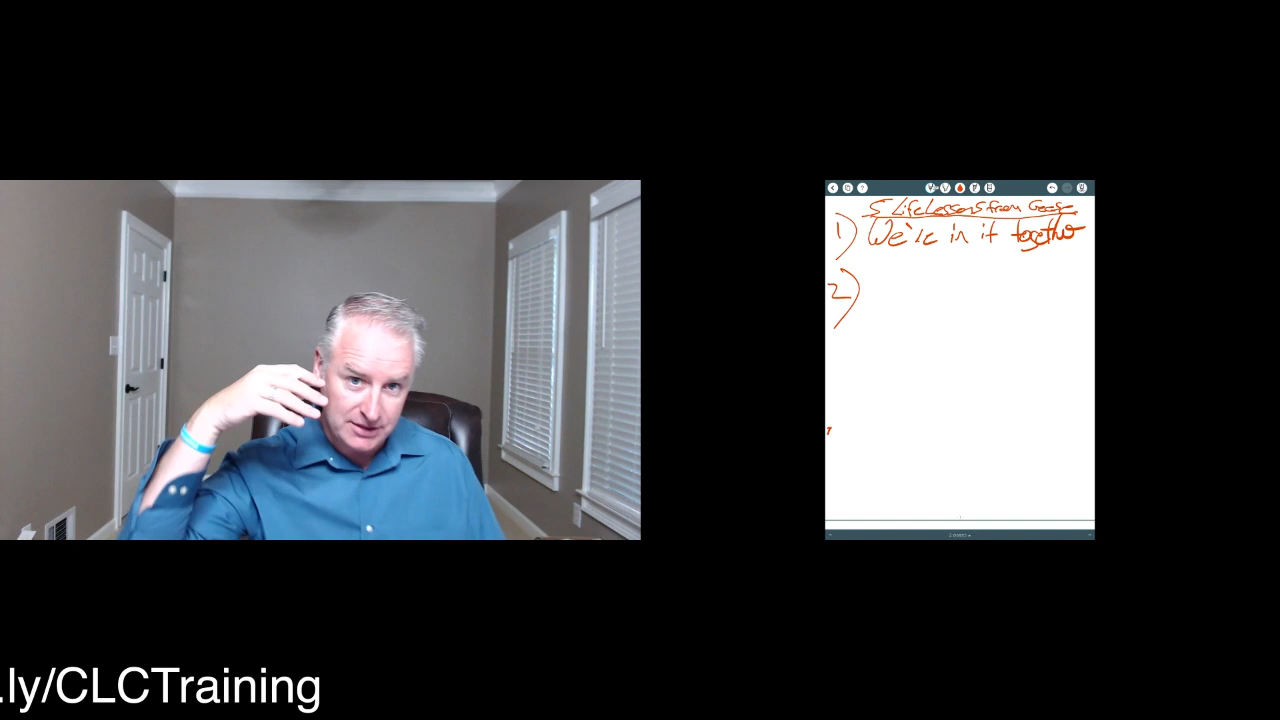 5 Life Lessons from Geese
1) We're in it together
2)
.ly/CLCTraining